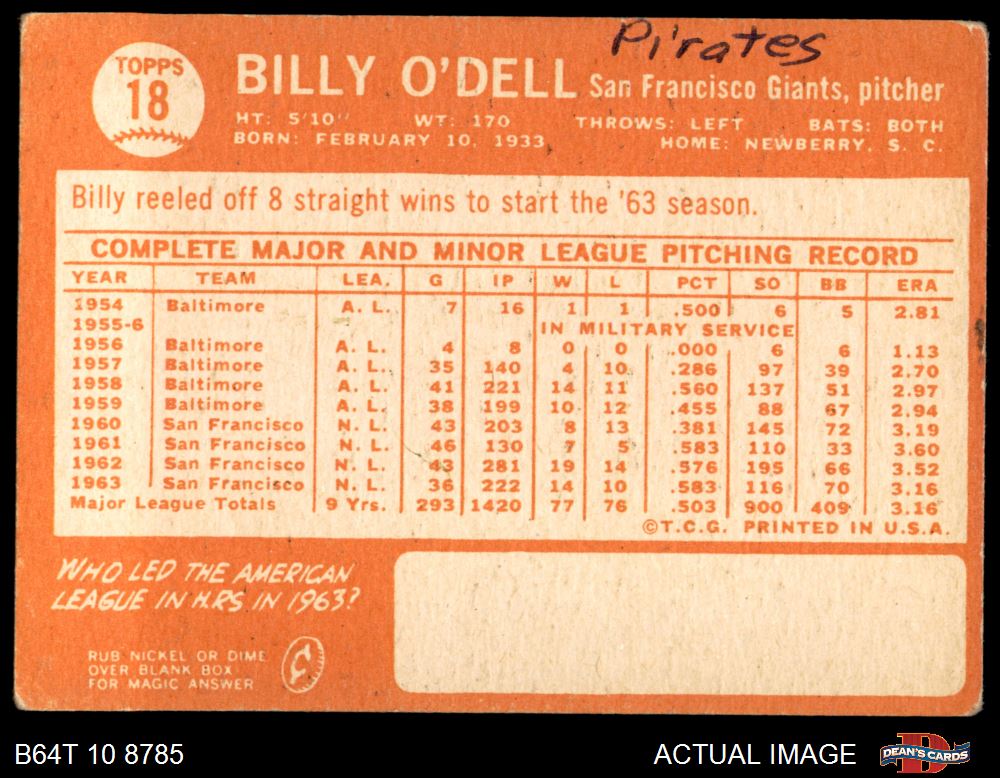 Pirates
TOPPS
18
BILLY O'DELL San Francisco Giants, pitcher
HT: 5'10" WT: 170 THROWS: LEFT BATS: BOTH
BORN: FEBRUARY 10, 1933 HOME: NEWBERRY, S. C.
Billy reeled off 8 straight wins to start the '63 season.
COMPLETE MAJOR AND MINOR LEAGUE PITCHING RECORD
YEAR TEAM LEA. G IP W L PCT SO BB ERA
1954 Baltimore A. L. 7 16 1 1 .500 6 5 2.81
1955-6 IN MILITARY SERVICE
1956 Baltimore A. L. 4 8 0 0 .000 6 6 1.13
1957 Baltimore A. L. 35 140 4 10 .286 97 39 2.70
1958 Baltimore A. L. 41 221 14 11 .560 137 51 2.97
1959 Baltimore A. L. 38 199 10 12 .455 88 67 2.94
1960 San Francisco N. L. 43 203 8 13 .381 145 72 3.19
1961 San Francisco N. L. 46 130 7 5 .583 110 33 3.60
1962 San Francisco N. L. 43 281 19 14 .576 195 66 3.52
1963 San Francisco N. L. 36 222 14 10 .583 116 70 3.16
Major League Totals 9 Yrs. 293 1420 77 76 .503 900 409 3.16
©T.C.G. PRINTED IN U.S.A.
WHO LED THE AMERICAN
LEAGUE IN H.RS IN 1963?
RUB NICKEL OR DIME
OVER BLANK BOX
FOR MAGIC ANSWER
B64T 10 8785 ACTUAL IMAGE DEAN'S CARDS